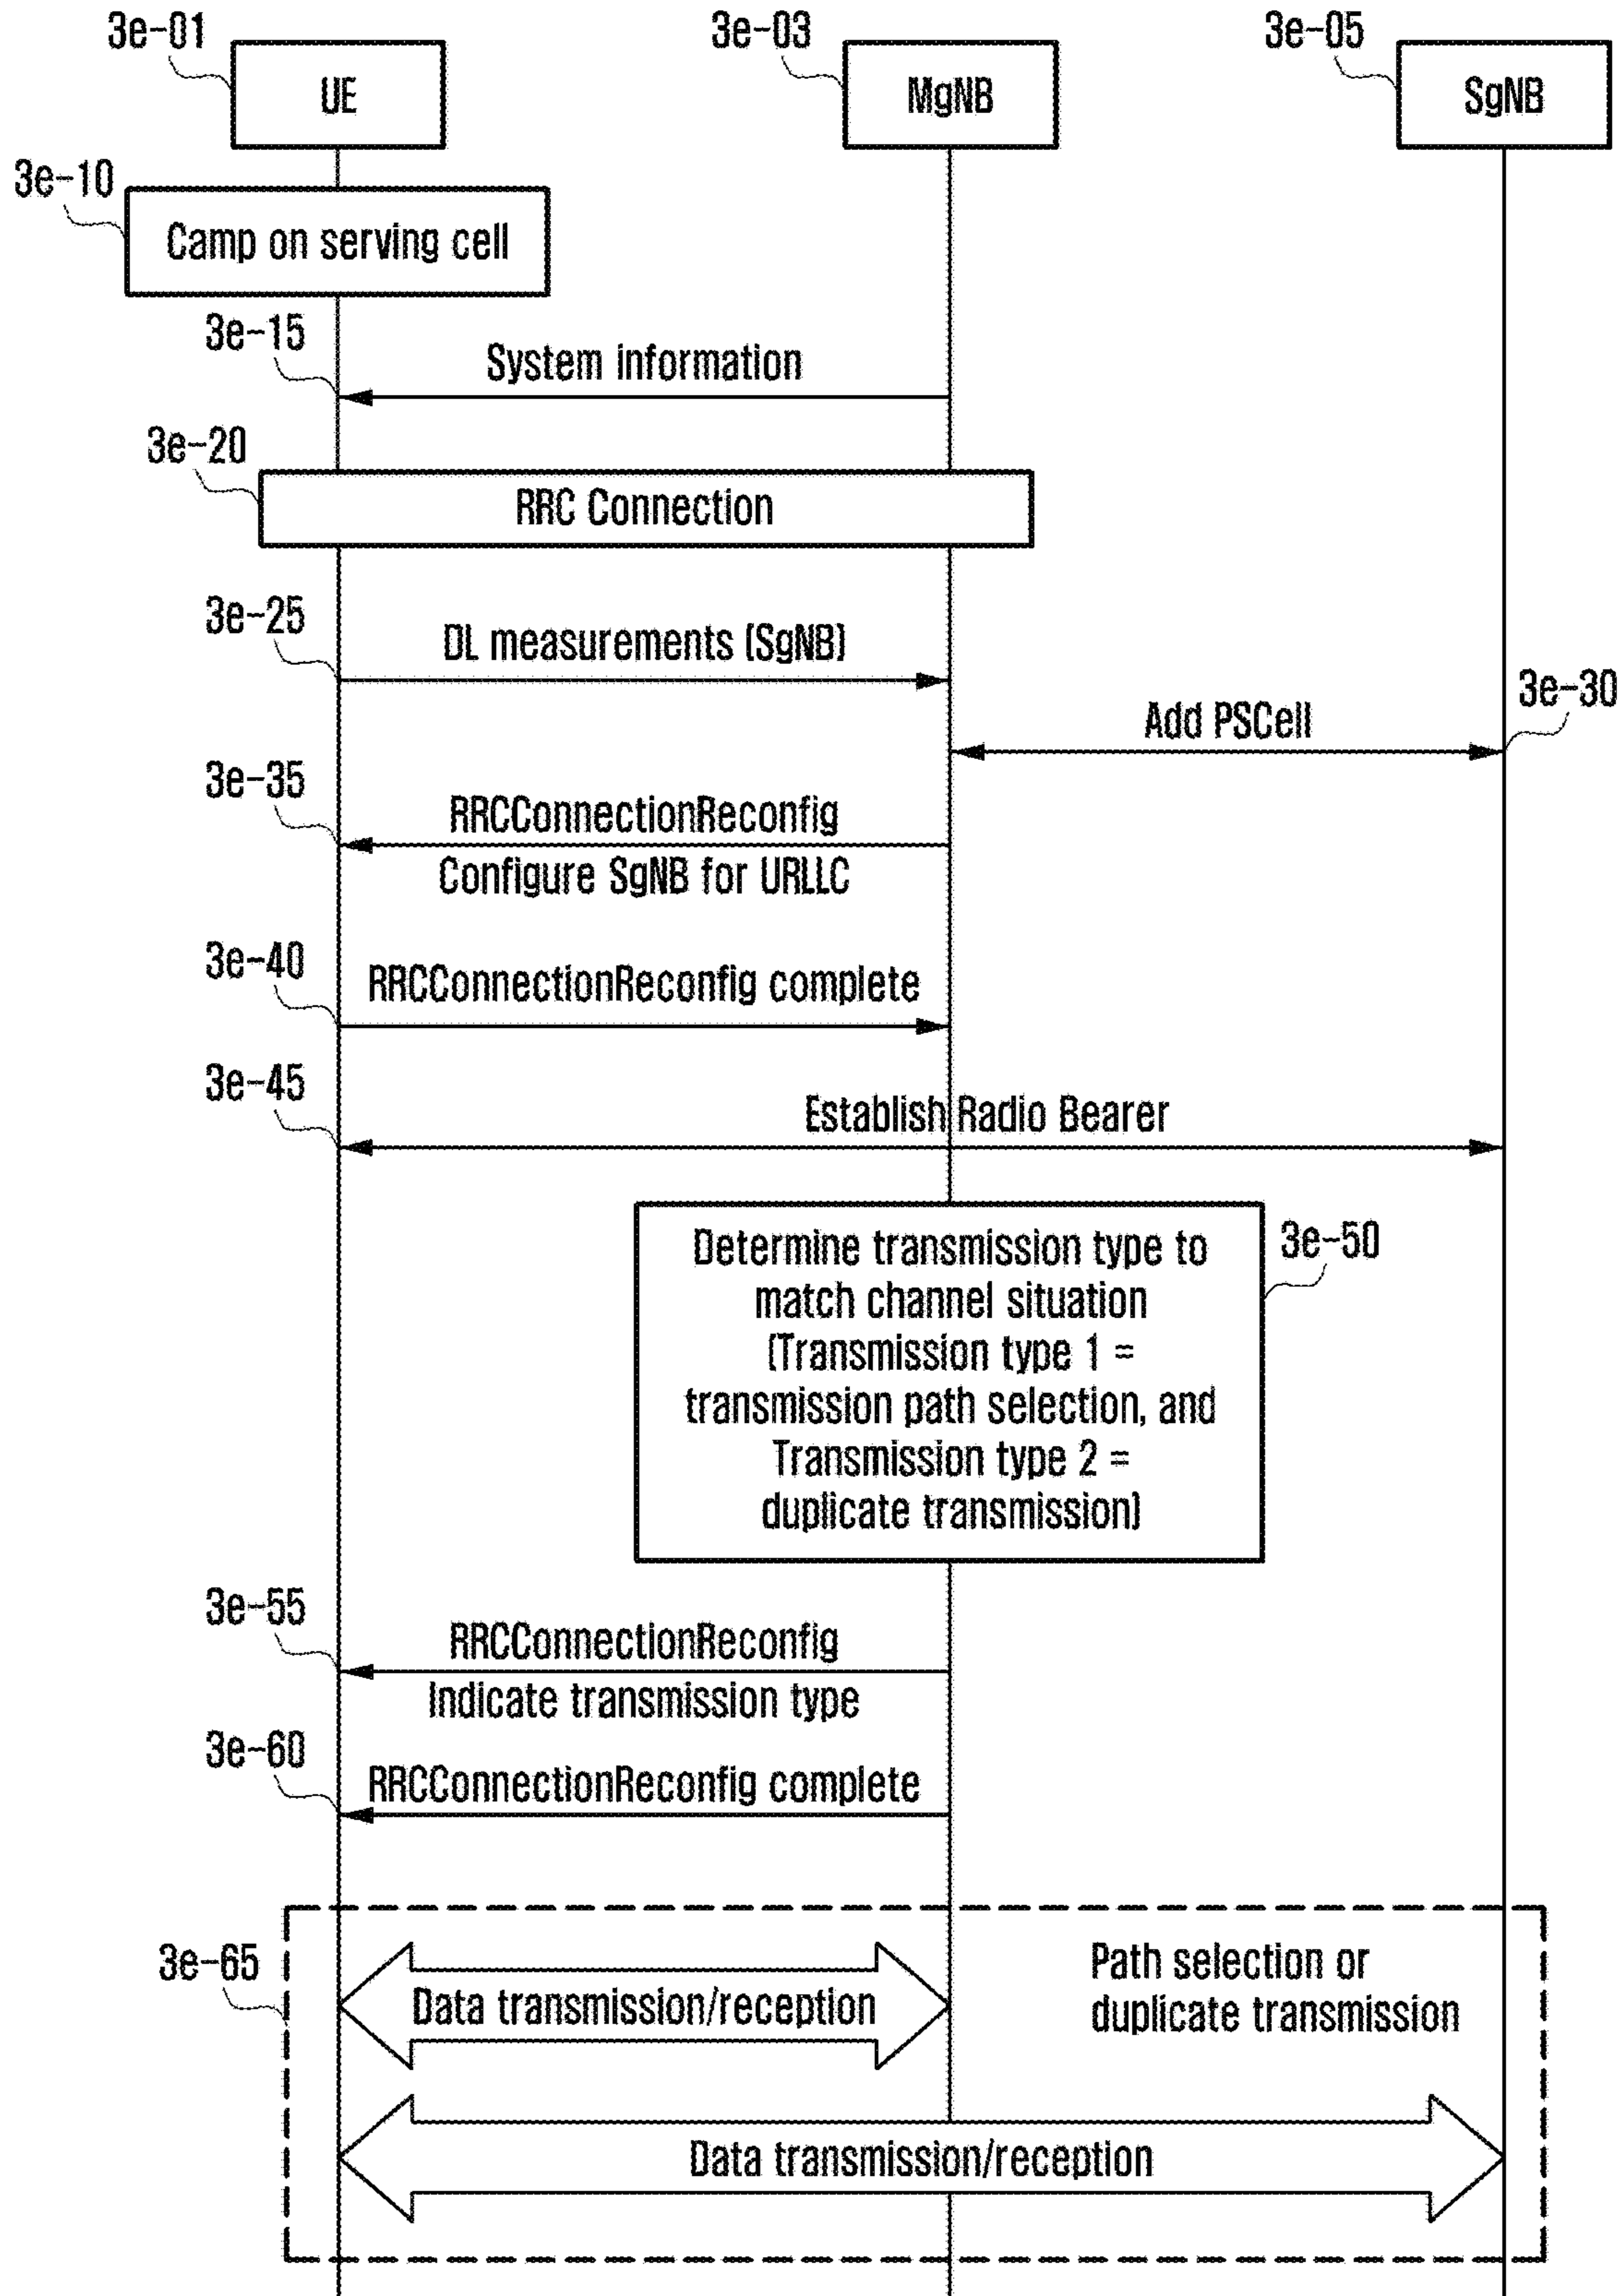 3e-01
3e-03
3e-05
UE
MgNB
SgNB
3e-10
Camp on serving cell
3e-15
System information
3e-20
RRC Connection
3e-25
DL measurements (SgNB)
3e-30
Add PSCell
3e-35
RRCConnectionReconfig
Configure SgNB for URLLC
3e-40
RRCConnectionReconfig complete
3e-45
Establish Radio Bearer
Determine transmission type to
match channel situation
(Transmission type 1 =
transmission path selection, and
Transmission type 2 =
duplicate transmission)
3e-50
3e-55
RRCConnectionReconfig
Indicate transmission type
3e-60
RRCConnectionReconfig complete
3e-65
Data transmission/reception
Path selection or
duplicate transmission
Data transmission/reception